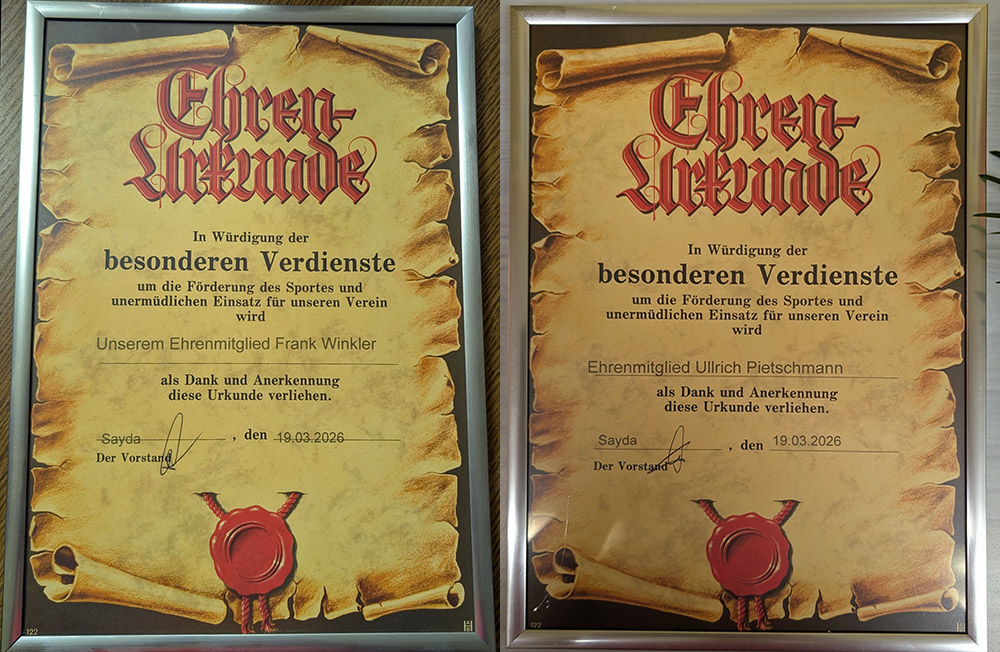 Ehren-
Urkunde
In Würdigung der
besonderen Verdienste
um die Förderung des Sportes und
unermüdlichen Einsatz für unseren Verein
wird
Unserem Ehrenmitglied Frank Winkler
als Dank und Anerkennung
diese Urkunde verliehen.
Sayda , den 19.03.2026
Der Vorstand
122
Ehren-
Urkunde
In Würdigung der
besonderen Verdienste
um die Förderung des Sportes und
unermüdlichen Einsatz für unseren Verein
wird
Ehrenmitglied Ullrich Pietschmann
als Dank und Anerkennung
diese Urkunde verliehen.
Sayda , den 19.03.2026
Der Vorstand
122